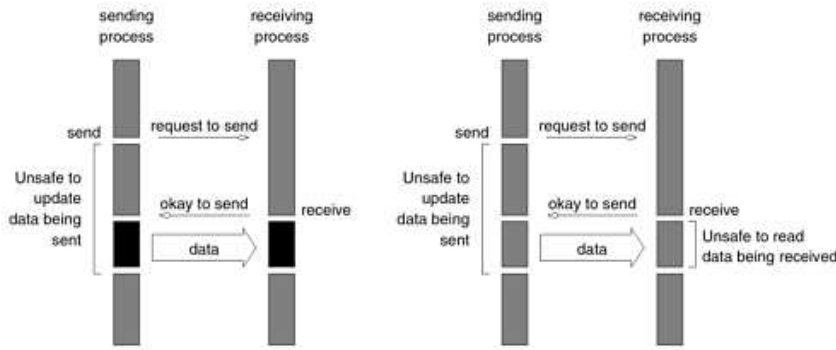 sending
process
receiving
process
send
request to send
Unsafe to
update
data being
sent
okay to send
receive
data
sending
process
receiving
process
send
request to send
Unsafe to
update
data being
sent
okay to send
receive
data
Unsafe to read
data being received